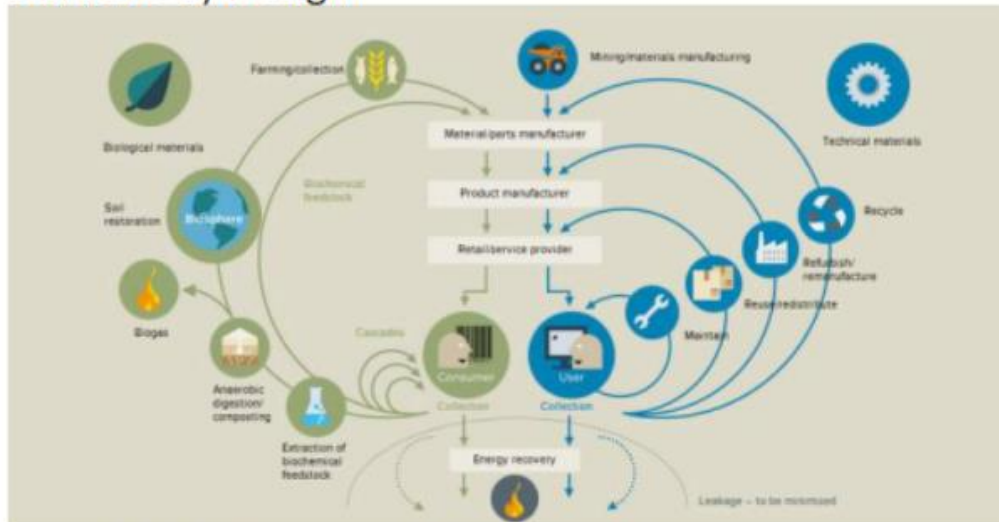 Farming/collection
Mining/materials manufacturing
Biological materials
Technical materials
Material/parts manufacturer
Biochemical
feedstock
Product manufacturer
Soil
restoration
Biosphere
Recycle
Retail/service provider
Refurbish/
remanufacture
Reuse/redistribute
Biogas
Cascades
Maintain
Consumer
User
Anaerobic
digestion/
composting
Collection
Collection
Extraction of
biochemical
feedstock
Energy recovery
Leakage – to be minimised